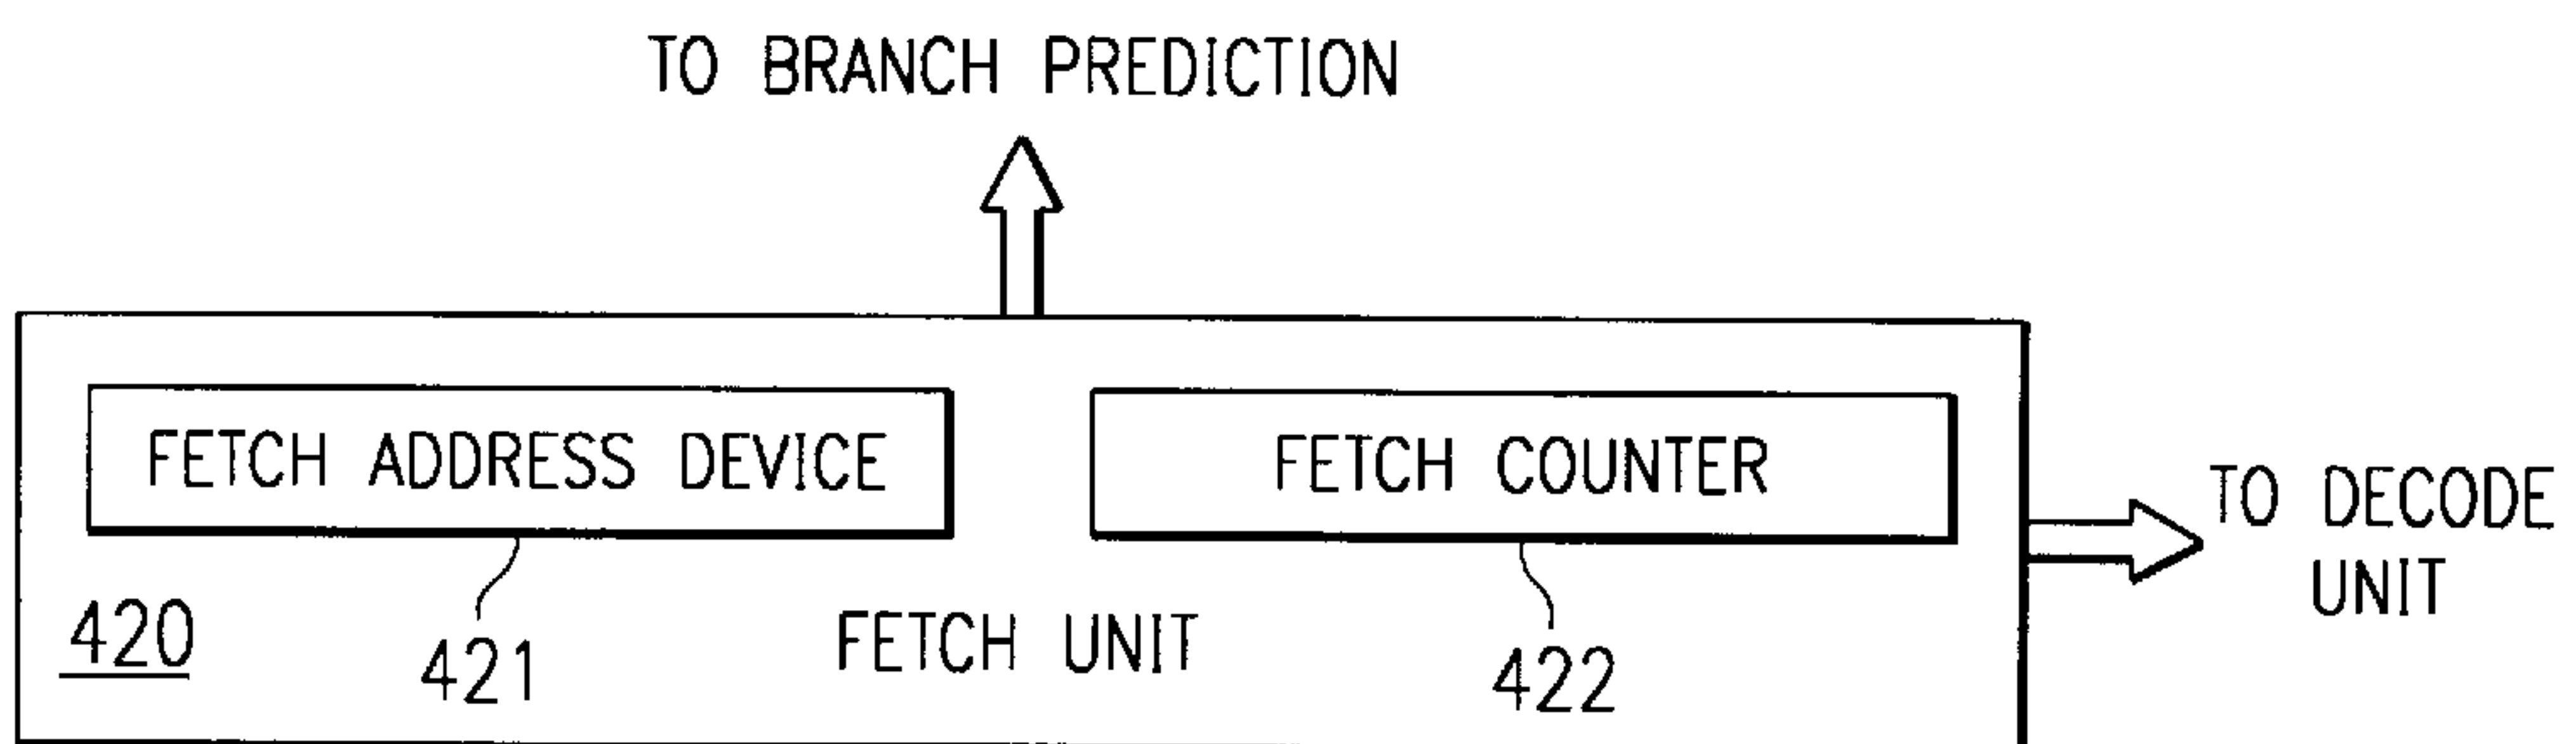 TO BRANCH PREDICTION
FETCH ADDRESS DEVICE
FETCH COUNTER
TO DECODE
UNIT
420
421
FETCH UNIT
422